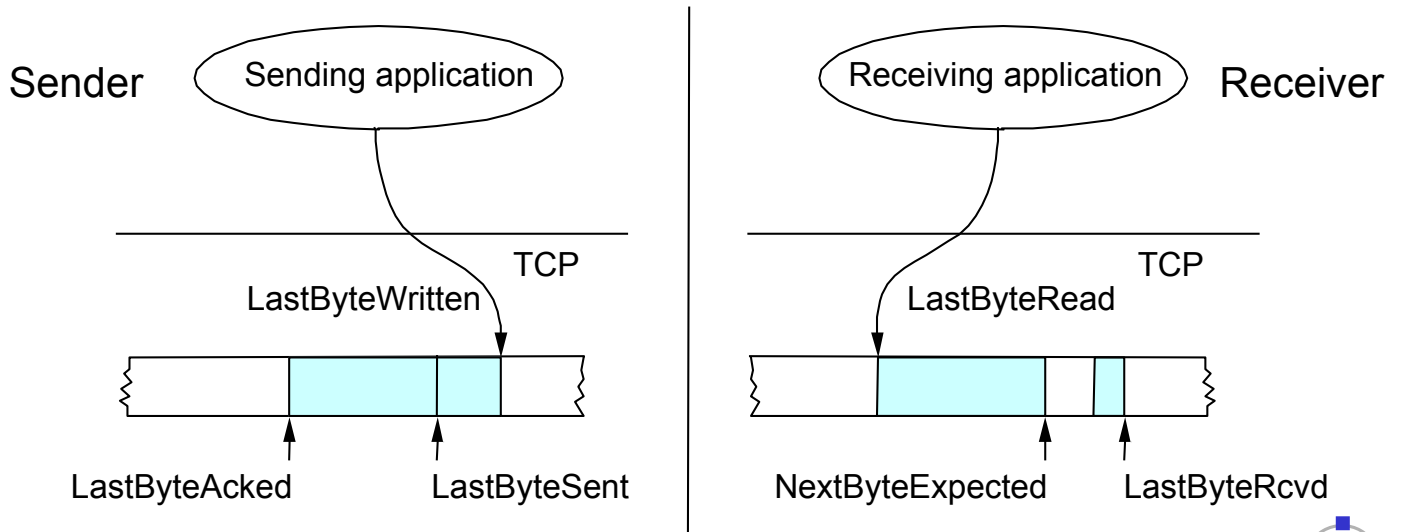 Sender
Sending application
TCP
LastByteWritten
LastByteAcked
LastByteSent
Receiving application
Receiver
TCP
LastByteRead
NextByteExpected
LastByteRcvd